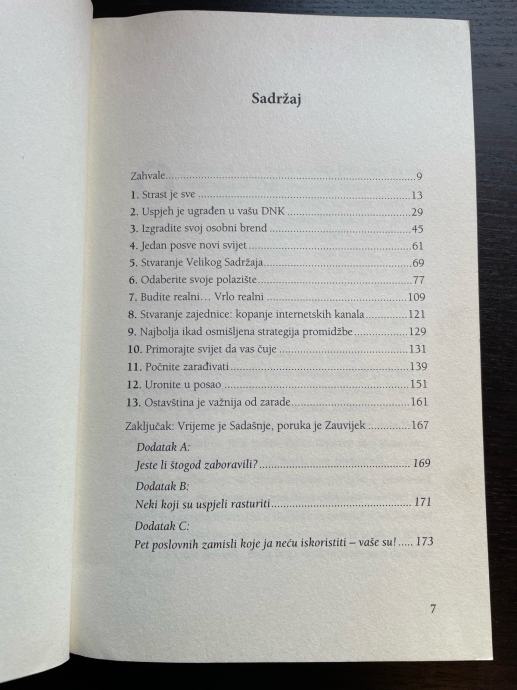 Sadržaj
Zahvale.......................................................... 9
1. Strast je sve .................................................. 13
2. Uspjeh je ugrađen u vašu DNK ............................. 29
3. Izgradite svoj osobni brend ................................ 45
4. Jedan posve novi svijet ...................................... 61
5. Stvaranje Velikog Sadržaja.................................. 69
6. Odaberite svoje polazište ................................... 77
7. Budite realni… Vrlo realni ................................ 109
8. Stvaranje zajednice: kopanje internetskih kanala ............ 121
9. Najbolja ikad osmišljena strategija promidžbe .............. 129
10. Primorajte svijet da vas čuje ............................. 131
11. Počnite zarađivati ........................................ 139
12. Uronite u posao ........................................... 151
13. Ostavština je važnija od zarade........................... 161
Zaključak: Vrijeme je Sadašnje, poruka je Zauvijek ........... 167
Dodatak A:
Jeste li štogod zaboravili? .................................... 169
Dodatak B:
Neki koji su uspjeli rasturiti.................................. 171
Dodatak C:
Pet poslovnih zamisli koje ja neću iskoristiti – vaše su! ..... 173
7